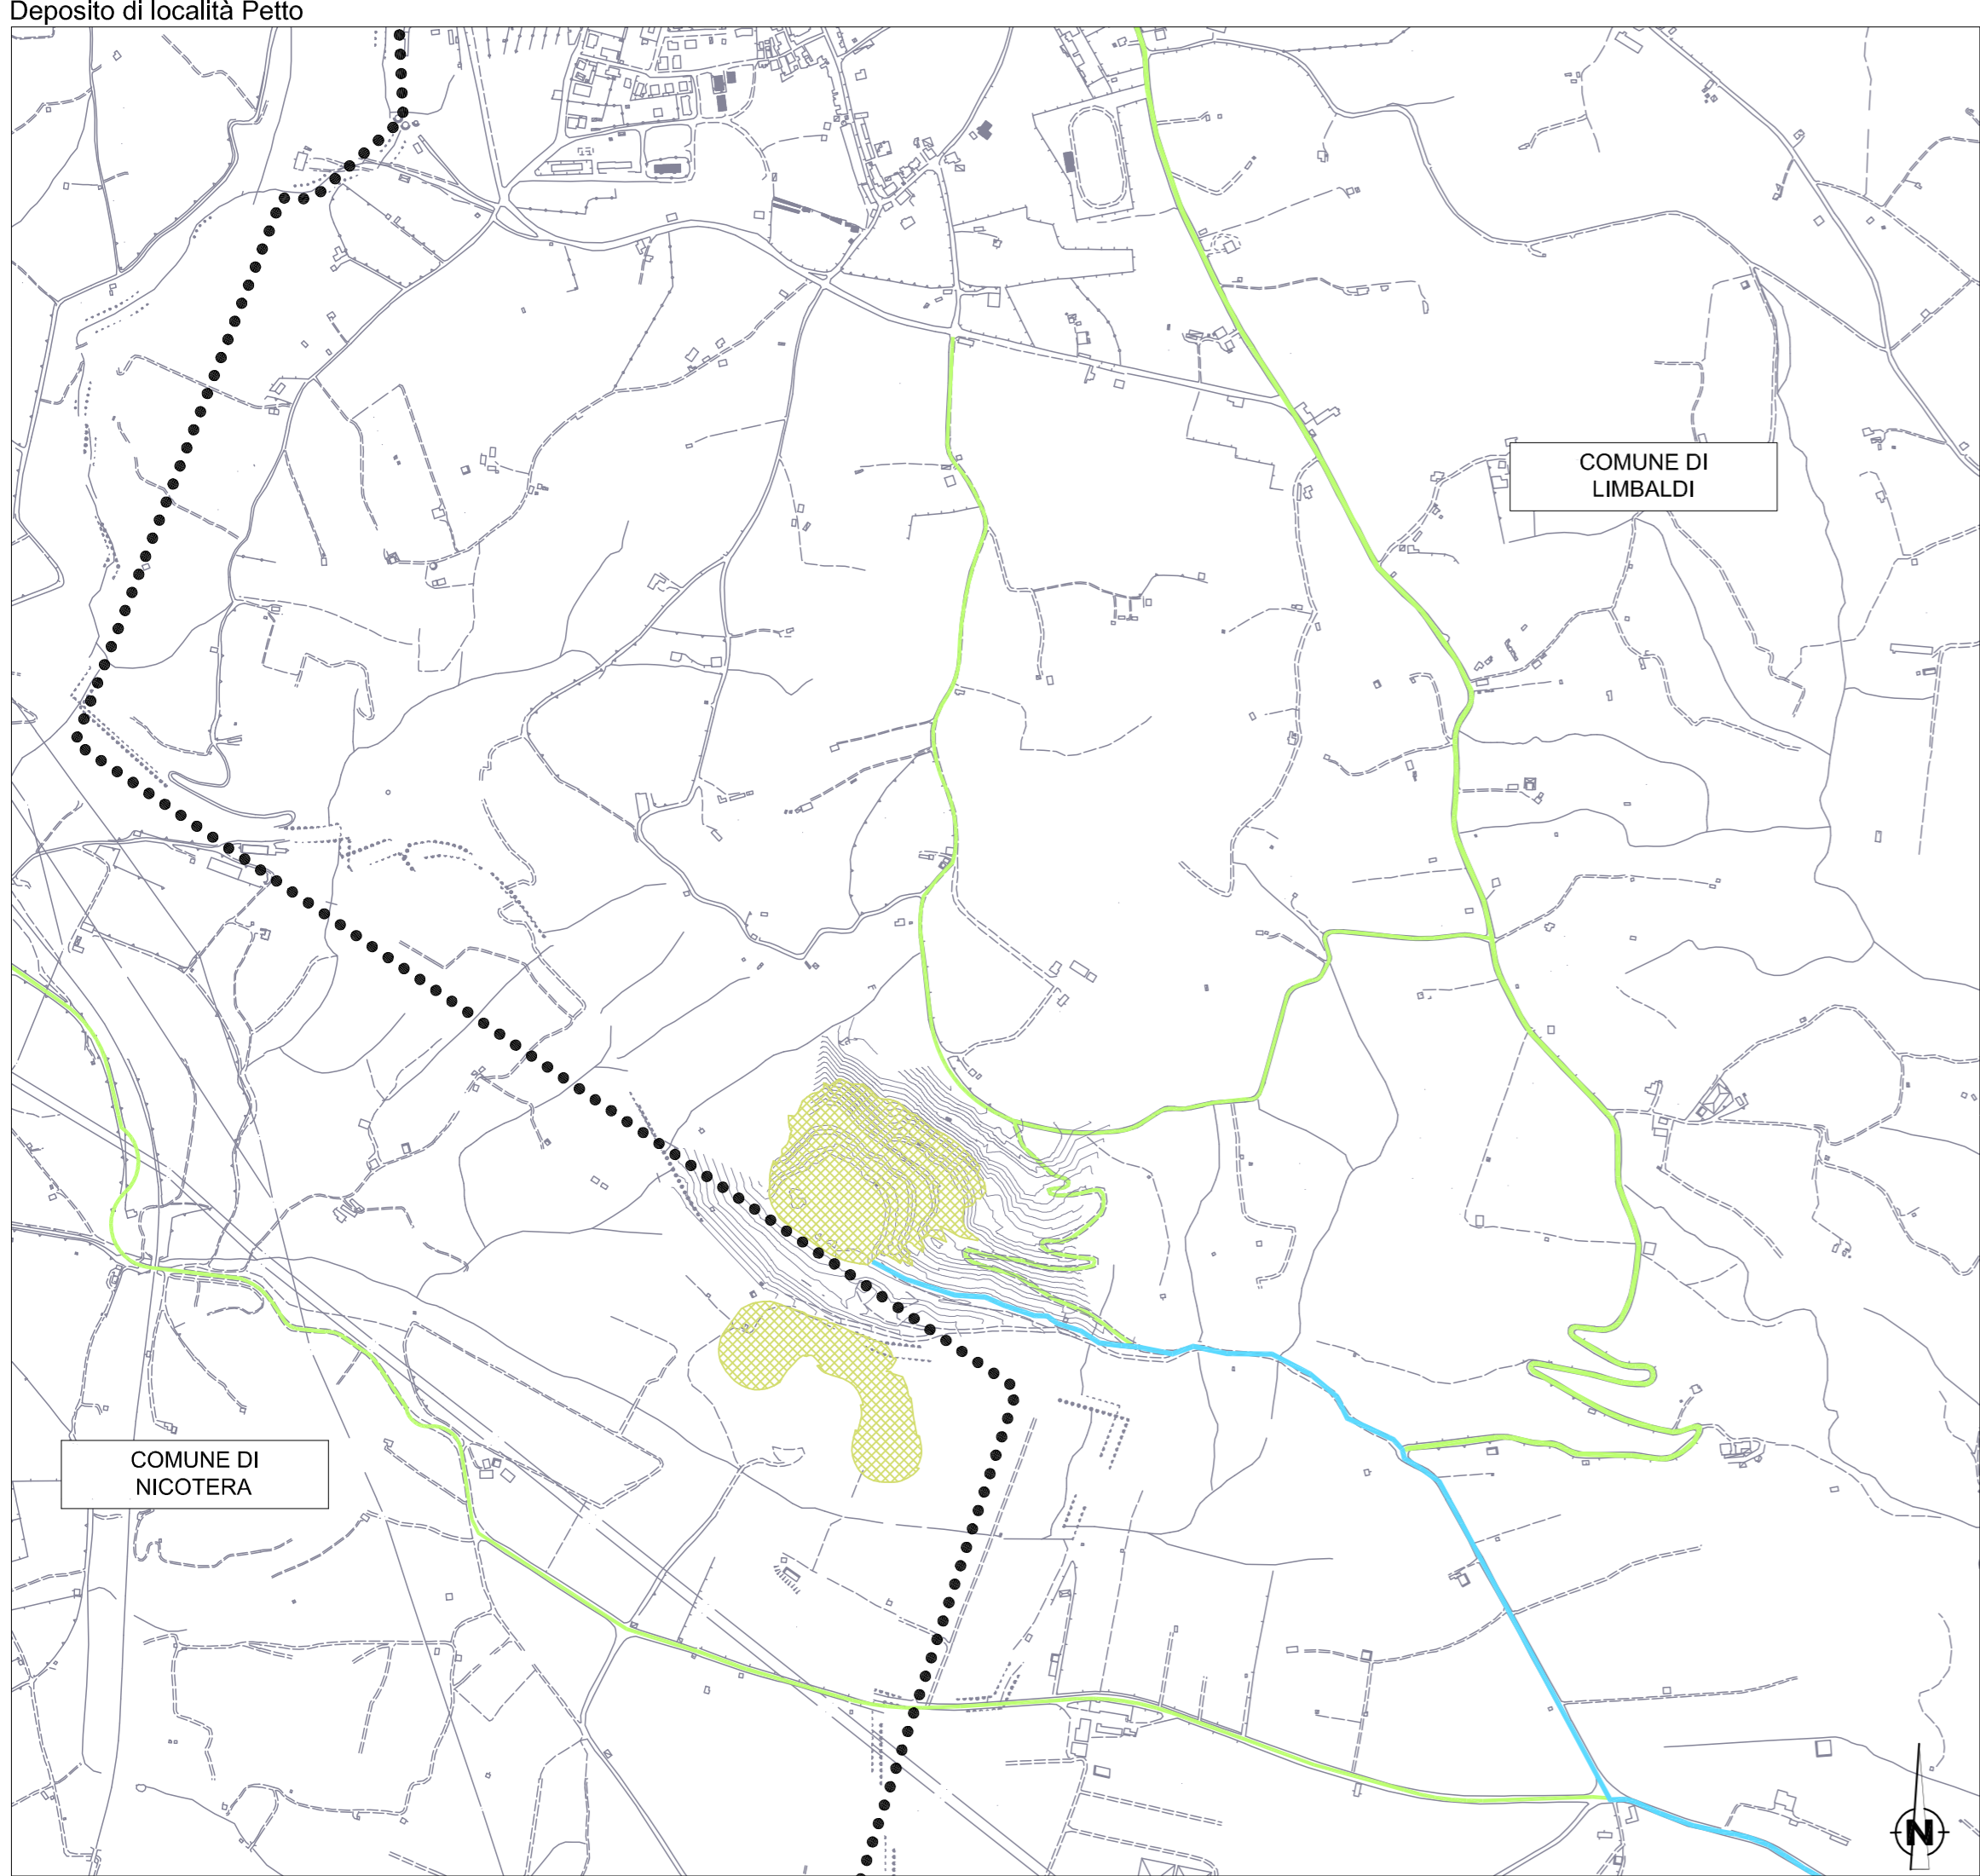 Deposito di località Petto
COMUNE DI
LIMBALDI
COMUNE DI
NICOTERA
N